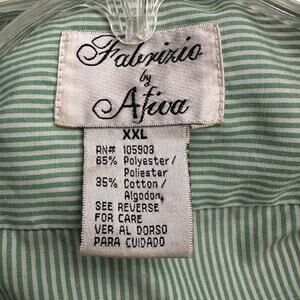 Fabrizio
by
Afiva
XXL
RN# 105903
65% Polyester /
Poliester
35% Cotton /
Algodon
SEE REVERSE
FOR CARE
VER AL DORSO
PARA CUIDADO